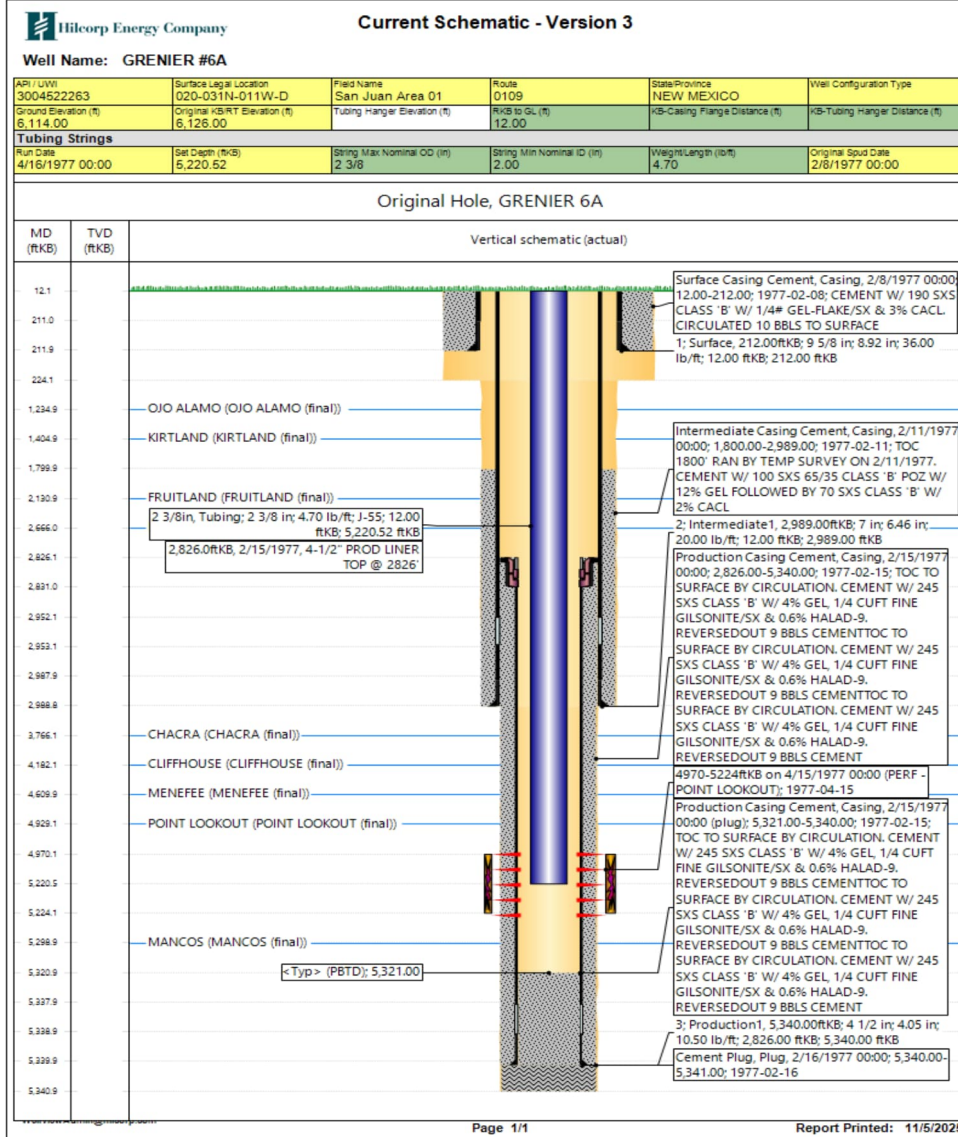 Hilcorp Energy Company
Current Schematic - Version 3
Well Name: GRENIER #6A
API / UWI
3004522263
Surface Legal Location
020-031N-011W-D
Field Name
San Juan Area 01
Route
0109
State/Province
NEW MEXICO
Well Configuration Type
Ground Elevation (ft)
6,114.00
Original KB/RT Elevation (ft)
6,126.00
Tubing Hanger Elevation (ft)
RKB to GL (ft)
12.00
KB-Casing Flange Distance (ft)
KB-Tubing Hanger Distance (ft)
Tubing Strings
Run Date
4/16/1977 00:00
Set Depth (ftKB)
5,220.52
String Max Nominal OD (in)
2 3/8
String Min Nominal ID (in)
2.00
Weight/Length (lb/ft)
4.70
Original Spud Date
2/8/1977 00:00
Original Hole, GRENIER 6A
MD
(ftKB)
TVD
(ftKB)
Vertical schematic (actual)
12.1
211.0
211.9
224.1
1,234.9
1,404.9
1,799.9
2,130.9
2,666.0
2,826.1
2,831.0
2,952.1
2,953.1
2,987.9
2,988.8
3,766.1
4,182.1
4,609.9
4,929.1
4,970.1
5,220.5
5,224.1
5,298.9
5,320.9
5,337.9
5,338.9
5,339.9
5,340.9
OJO ALAMO (OJO ALAMO (final))
KIRTLAND (KIRTLAND (final))
FRUITLAND (FRUITLAND (final))
2 3/8in, Tubing; 2 3/8 in; 4.70 lb/ft; J-55; 12.00
ftKB; 5,220.52 ftKB
2,826.0ftKB, 2/15/1977, 4-1/2" PROD LINER
TOP @ 2826'
CHACRA (CHACRA (final))
CLIFFHOUSE (CLIFFHOUSE (final))
MENEFEE (MENEFEE (final))
POINT LOOKOUT (POINT LOOKOUT (final))
MANCOS (MANCOS (final))
<Typ> (PBTD); 5,321.00
Surface Casing Cement, Casing, 2/8/1977 00:00;
12.00-212.00; 1977-02-08; CEMENT W/ 190 SXS
CLASS 'B' W/ 1/4# GEL-FLAKE/SX & 3% CACL.
CIRCULATED 10 BBLS TO SURFACE
1; Surface, 212.00ftKB; 9 5/8 in; 8.92 in; 36.00
lb/ft; 12.00 ftKB; 212.00 ftKB
Intermediate Casing Cement, Casing, 2/11/1977
00:00; 1,800.00-2,989.00; 1977-02-11; TOC
1800' RAN BY TEMP SURVEY ON 2/11/1977.
CEMENT W/ 100 SXS 65/35 CLASS 'B' POZ W/
12% GEL FOLLOWED BY 70 SXS CLASS 'B' W/
2% CACL
2; Intermediate1, 2,989.00ftKB; 7 in; 6.46 in;
20.00 lb/ft; 12.00 ftKB; 2,989.00 ftKB
Production Casing Cement, Casing, 2/15/1977
00:00; 2,826.00-5,340.00; 1977-02-15; TOC TO
SURFACE BY CIRCULATION. CEMENT W/ 245
SXS CLASS 'B' W/ 4% GEL, 1/4 CUFT FINE
GILSONITE/SX & 0.6% HALAD-9.
REVERSEDOUT 9 BBLS CEMENTTOC TO
SURFACE BY CIRCULATION. CEMENT W/ 245
SXS CLASS 'B' W/ 4% GEL, 1/4 CUFT FINE
GILSONITE/SX & 0.6% HALAD-9.
REVERSEDOUT 9 BBLS CEMENTTOC TO
SURFACE BY CIRCULATION. CEMENT W/ 245
SXS CLASS 'B' W/ 4% GEL, 1/4 CUFT FINE
GILSONITE/SX & 0.6% HALAD-9.
REVERSEDOUT 9 BBLS CEMENT
4970-5224ftKB on 4/15/1977 00:00 (PERF -
POINT LOOKOUT); 1977-04-15
Production Casing Cement, Casing, 2/15/1977
00:00 (plug); 5,321.00-5,340.00; 1977-02-15;
TOC TO SURFACE BY CIRCULATION. CEMENT
W/ 245 SXS CLASS 'B' W/ 4% GEL, 1/4 CUFT
FINE GILSONITE/SX & 0.6% HALAD-9.
REVERSEDOUT 9 BBLS CEMENTTOC TO
SURFACE BY CIRCULATION. CEMENT W/ 245
SXS CLASS 'B' W/ 4% GEL, 1/4 CUFT FINE
GILSONITE/SX & 0.6% HALAD-9.
REVERSEDOUT 9 BBLS CEMENTTOC TO
SURFACE BY CIRCULATION. CEMENT W/ 245
SXS CLASS 'B' W/ 4% GEL, 1/4 CUFT FINE
GILSONITE/SX & 0.6% HALAD-9.
REVERSEDOUT 9 BBLS CEMENT
3; Production1, 5,340.00ftKB; 4 1/2 in; 4.05 in;
10.50 lb/ft; 2,826.00 ftKB; 5,340.00 ftKB
Cement Plug, Plug, 2/16/1977 00:00; 5,340.00-
5,341.00; 1977-02-16
Page 1/1
Report Printed: 11/5/2025